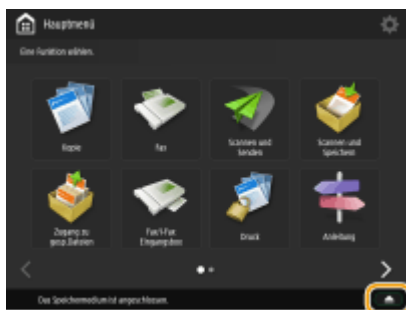 Hauptmenü
Eine Funktion wählen.
Kopie
Fax
Scannen und
Senden
Scannen und
Speichern
Zugang zu
gesp.Dateien
Fax/I-Fax
Eingangsbox
Druck
Anleitung
Das Speichermedium ist angeschlossen.